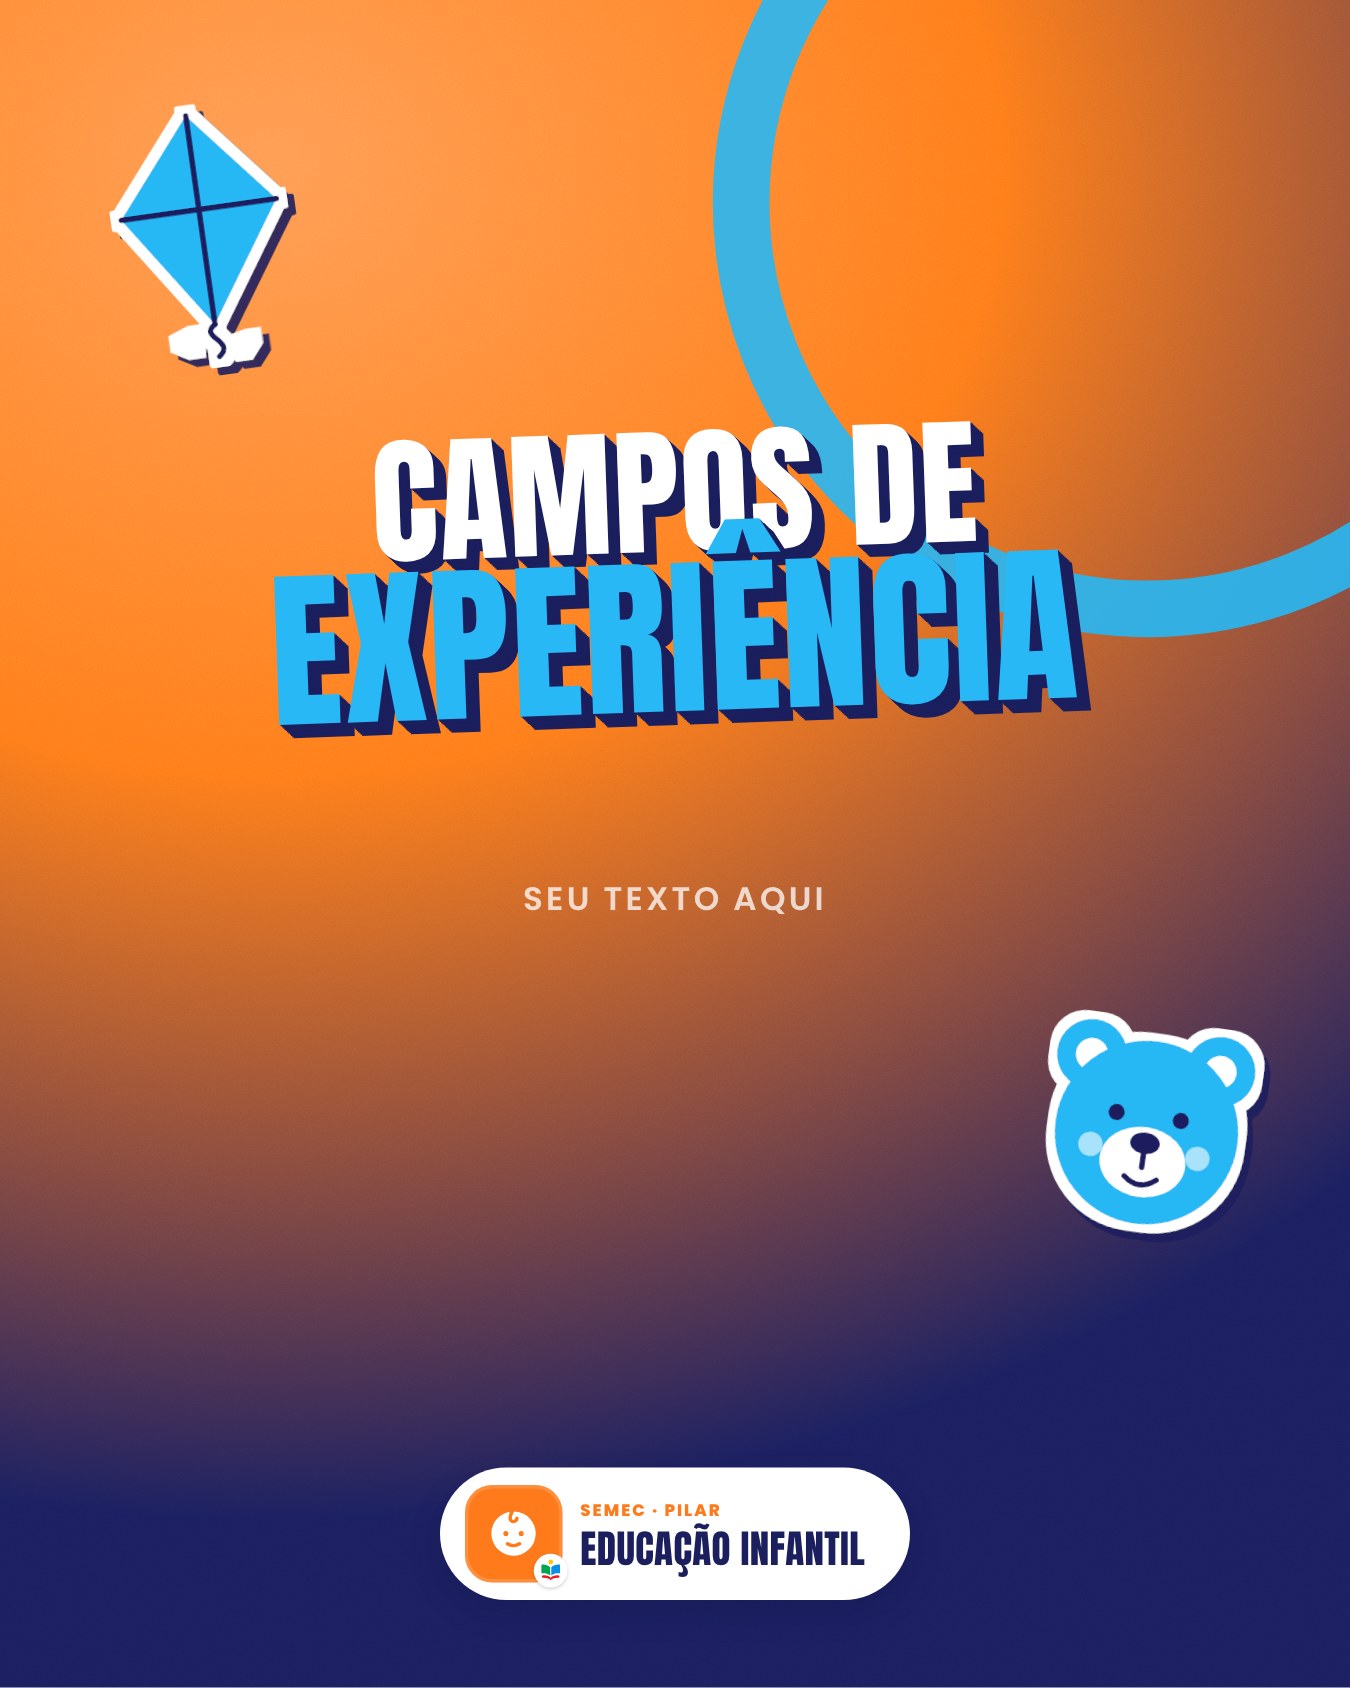 CAMPOS DE
EXPERIÊNCIA
SEU TEXTO AQUI
SEMEC · PILAR
EDUCAÇÃO INFANTIL